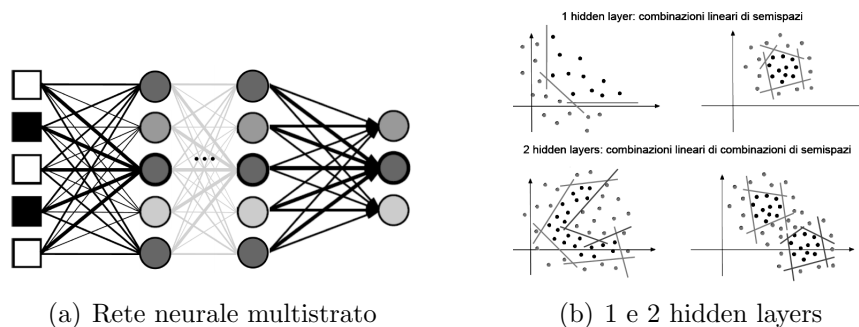 1 hidden layer: combinazioni lineari di semispazi
...
2 hidden layers: combinazioni lineari di combinazioni di semispazi
(a) Rete neurale multistrato
(b) 1 e 2 hidden layers